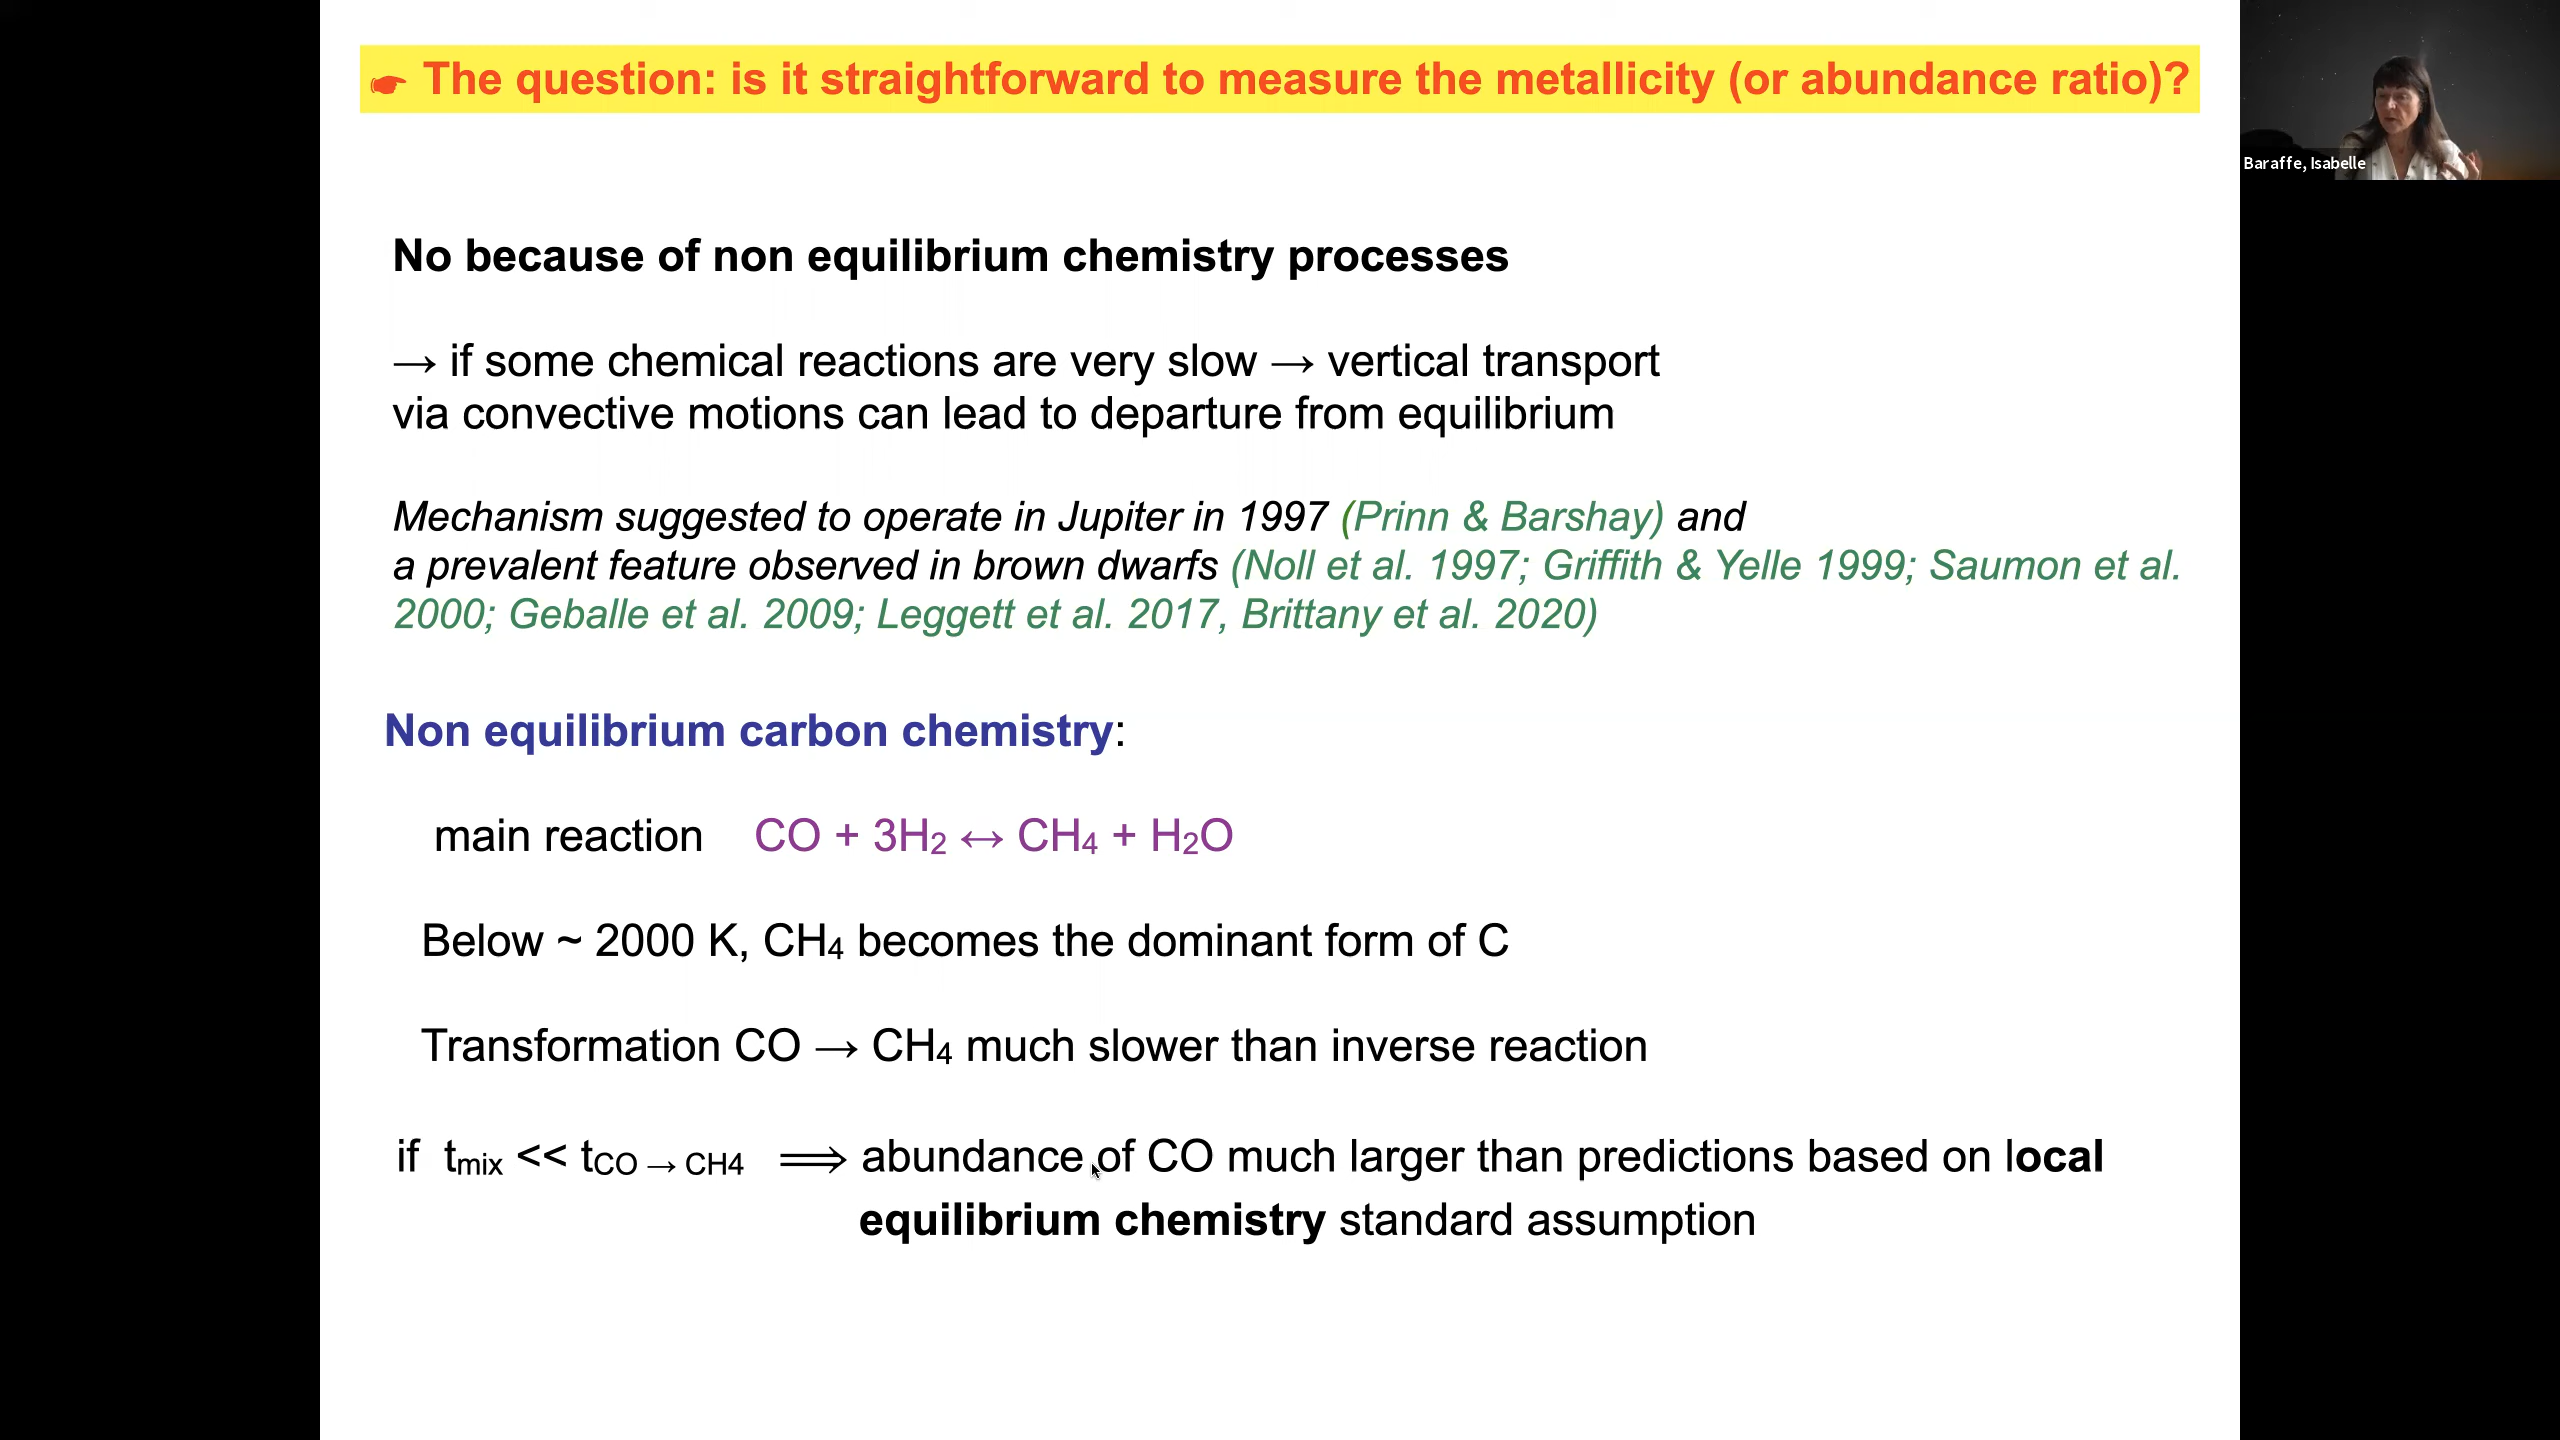 ☛ The question: is it straightforward to measure the metallicity (or abundance ratio)?
Baraffe, Isabelle
No because of non equilibrium chemistry processes
→ if some chemical reactions are very slow → vertical transport
via convective motions can lead to departure from equilibrium
Mechanism suggested to operate in Jupiter in 1997 (Prinn & Barshay) and
a prevalent feature observed in brown dwarfs (Noll et al. 1997; Griffith & Yelle 1999; Saumon et al.
2000; Geballe et al. 2009; Leggett et al. 2017, Brittany et al. 2020)
Non equilibrium carbon chemistry:
main reaction CO + 3H₂ ↔ CH₄ + H₂O
Below ~ 2000 K, CH₄ becomes the dominant form of C
Transformation CO → CH₄ much slower than inverse reaction
if tmix << tCO → CH4 ⟹ abundance of CO much larger than predictions based on local
equilibrium chemistry standard assumption